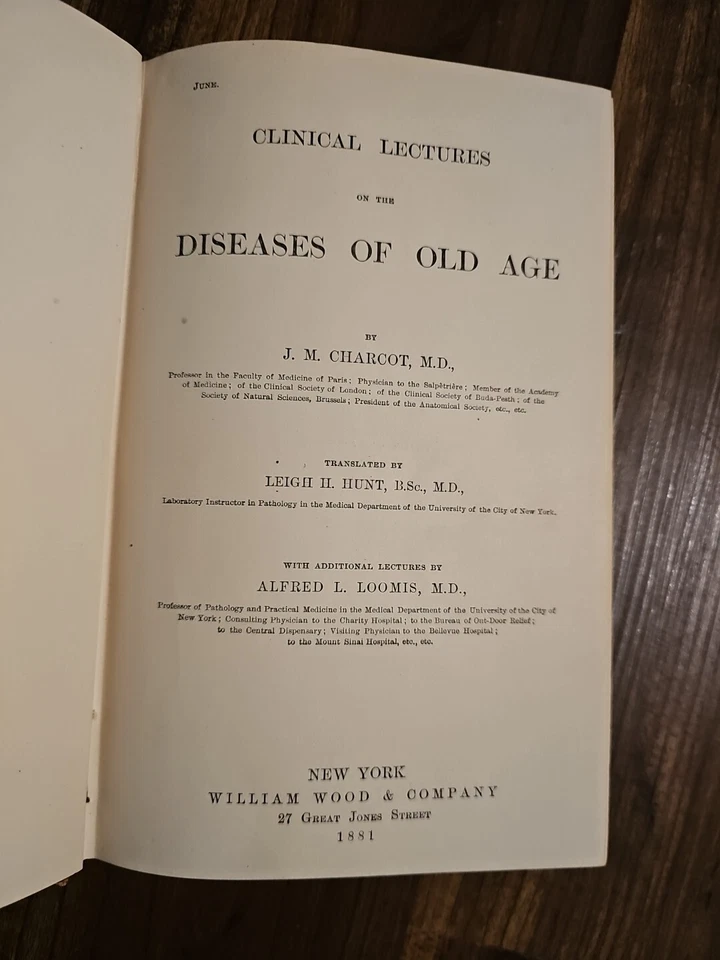 JUNE.
CLINICAL LECTURES
ON THE
DISEASES OF OLD AGE
BY
J. M. CHARCOT, M.D.,
Professor in the Faculty of Medicine of Paris; Physician to the Salpêtrière; Member of the Academy
of Medicine; of the Clinical Society of London; of the Clinical Society of Buda-Pesth; of the
Society of Natural Sciences, Brussels; President of the Anatomical Society, etc., etc.
TRANSLATED BY
LEIGH H. HUNT, B.Sc., M.D.,
Laboratory Instructor in Pathology in the Medical Department of the University of the City of New York.
WITH ADDITIONAL LECTURES BY
ALFRED L. LOOMIS, M.D.,
Professor of Pathology and Practical Medicine in the Medical Department of the University of the City of
New York; Consulting Physician to the Charity Hospital; to the Bureau of Out-Door Relief;
to the Central Dispensary; Visiting Physician to the Bellevue Hospital;
to the Mount Sinai Hospital, etc., etc.
NEW YORK
WILLIAM WOOD & COMPANY
27 GREAT JONES STREET
1881